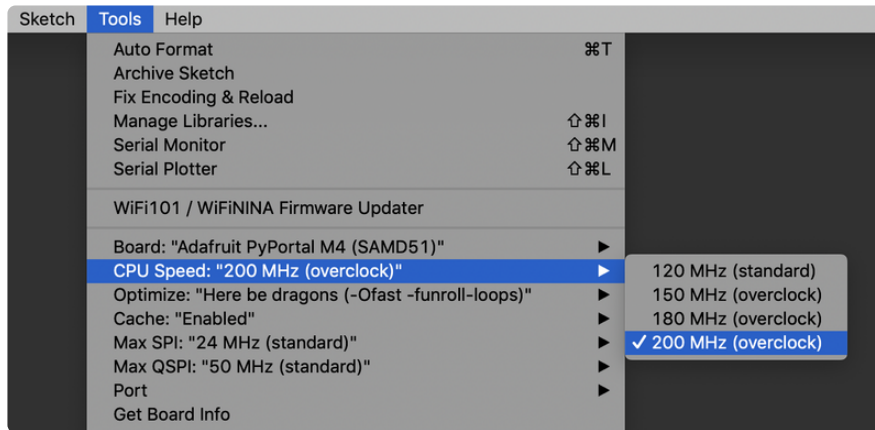 Sketch Tools Help
Auto Format ⌘T
Archive Sketch
Fix Encoding & Reload
Manage Libraries... ⇧⌘I
Serial Monitor ⇧⌘M
Serial Plotter ⇧⌘L
WiFi101 / WiFiNINA Firmware Updater
Board: "Adafruit PyPortal M4 (SAMD51)"
CPU Speed: "200 MHz (overclock)"
Optimize: "Here be dragons (-Ofast -funroll-loops)"
Cache: "Enabled"
Max SPI: "24 MHz (standard)"
Max QSPI: "50 MHz (standard)"
Port
Get Board Info
120 MHz (standard)
150 MHz (overclock)
180 MHz (overclock)
✓ 200 MHz (overclock)